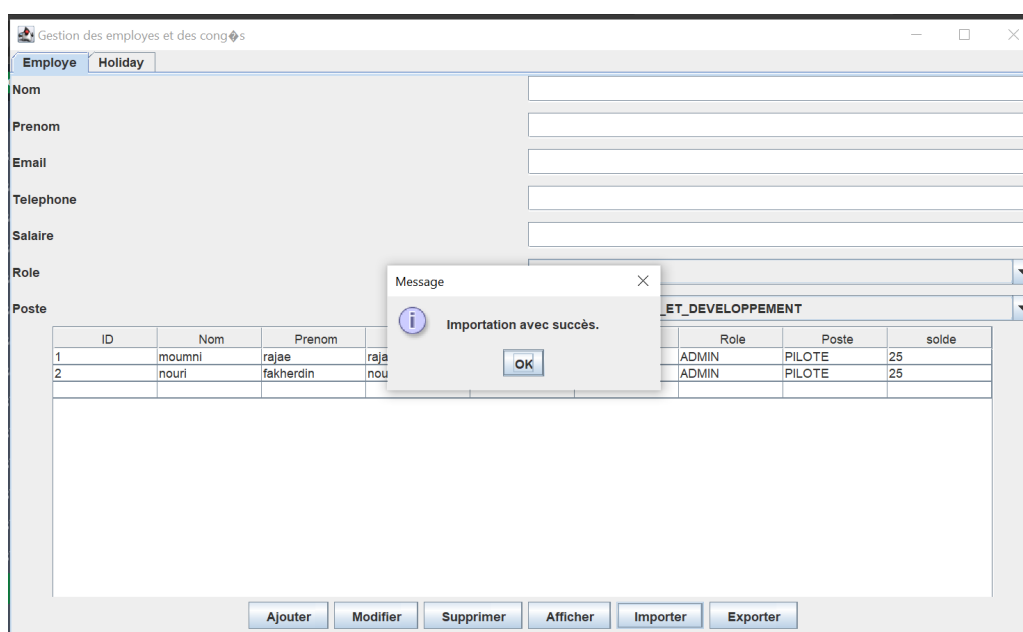 Gestion des employes et des cong�s
Employe Holiday
Nom
Prenom
Email
Telephone
Salaire
Role
Poste
_ET_DEVELOPPEMENT
Message
Importation avec succès.
OK
ID Nom Prenom Role Poste solde
1 moumni rajae raja ADMIN PILOTE 25
2 nouri fakherdin nou ADMIN PILOTE 25
Ajouter Modifier Supprimer Afficher Importer Exporter